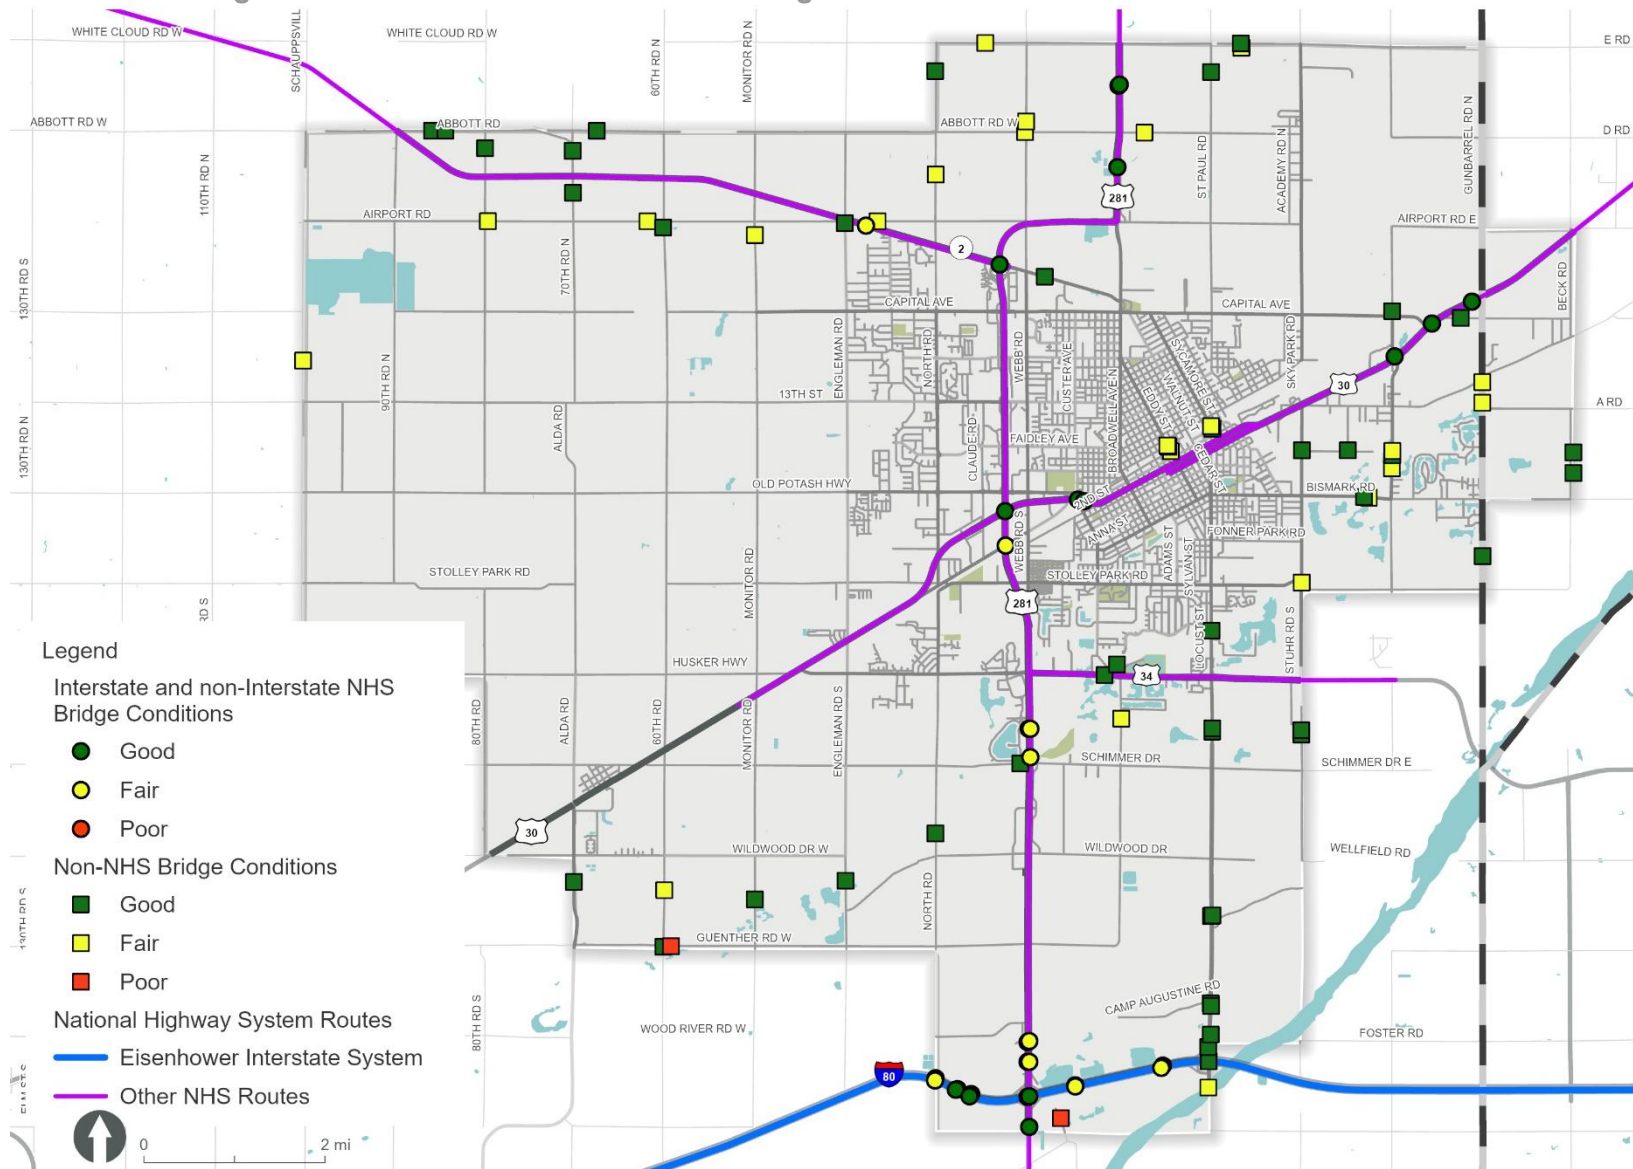 WHITE CLOUD RD W
WHITE CLOUD RD W
SCHAUPPSVILL
60TH RD N
MONITOR RD N
E RD
ABBOTT RD W
ABBOTT RD
ABBOTT RD W
D RD
110TH RD N
ST PAUL RD
ACADEMY RD N
GUNBARREL RD N
281
AIRPORT RD
AIRPORT RD E
2
70TH RD N
130TH RD S
BECK RD
CAPITAL AVE
CAPITAL AVE
90TH RD N
ENGLEMAN RD
NORTH RD
WEBB RD
CUSTER AVE
SYCAMORE ST
WALNUT ST
EDDY ST
SKY PARK RD
30
13TH ST
A RD
130TH RD N
ALDA RD
CLAUDE RD
FAIDLEY AVE
BROADWELL AVE N
CEDAR ST
OLD POTASH HWY
2ND ST
BISMARK RD
ANNA ST
FONNER PARK RD
WEBB RD S
ADAMS ST
SYLVAN ST
STOLLEY PARK RD
STOLLEY PARK RD
MONITOR RD
281
RD S
LOCUST ST
STUHR RD S
HUSKER HWY
34
80TH RD
ALDA RD
60TH RD
MONITOR RD
ENGLEMAN RD S
SCHIMMER DR
SCHIMMER DR E
30
WILDWOOD DR W
WILDWOOD DR
WELLFIELD RD
NORTH RD
GUENTHER RD W
CAMP AUGUSTINE RD
80TH RD S
WOOD RIVER RD W
FOSTER RD
80
Legend
Interstate and non-Interstate NHS
Bridge Conditions
Good
Fair
Poor
Non-NHS Bridge Conditions
Good
Fair
Poor
National Highway System Routes
Eisenhower Interstate System
Other NHS Routes
0 2 mi